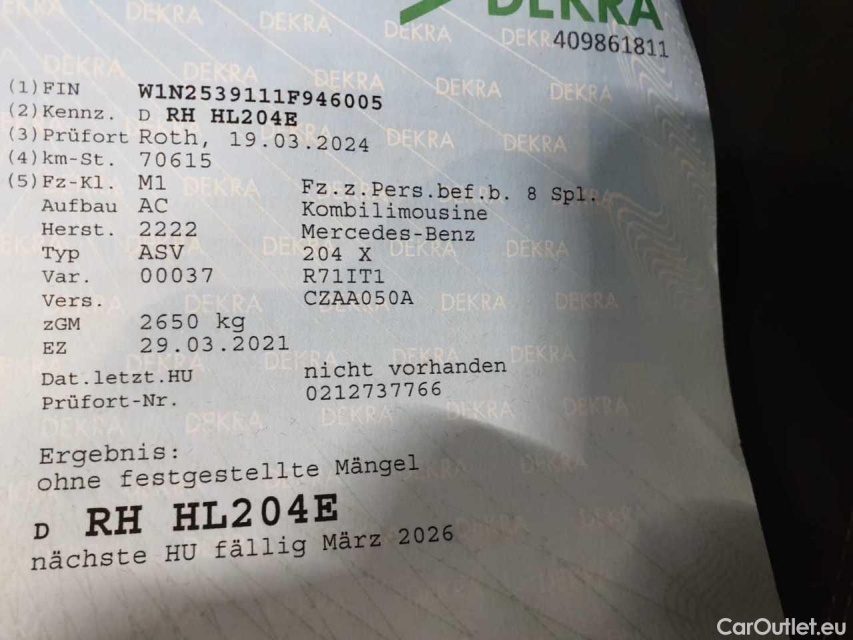 DEKRA
409861811
(1) FIN W1N2539111F946005
(2) Kennz. D RH HL204E
(3) Prüfort Roth, 19.03.2024
(4) km-St. 70615
(5) Fz-Kl. M1 Fz.z.Pers.bef.b. 8 Spl.
Aufbau AC Kombilimousine
Herst. 2222 Mercedes-Benz
Typ ASV 204 X
Var. 00037 R71IT1
Vers. CZAA050A
zGM 2650 kg
EZ 29.03.2021
Dat.letzt.HU nicht vorhanden
Prüfort-Nr. 0212737766
Ergebnis:
ohne festgestellte Mängel
D RH HL204E
nächste HU fällig März 2026
CarOutlet.eu